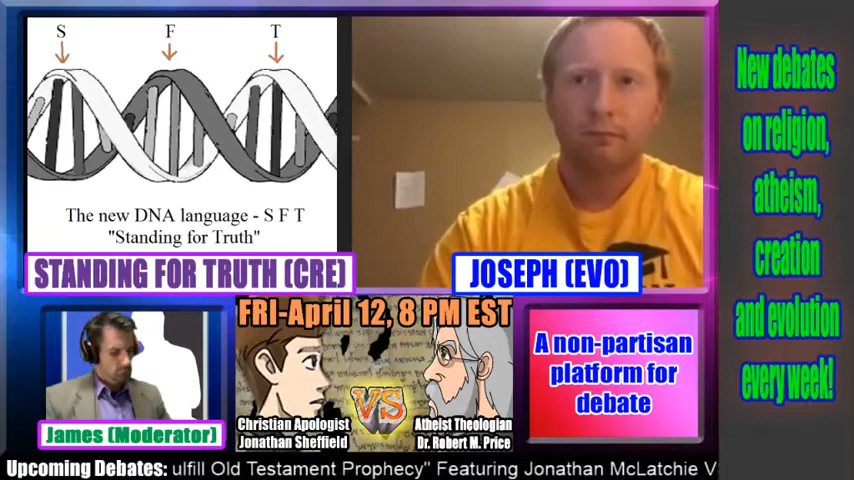 S F T
The new DNA language - S F T
"Standing for Truth"
STANDING FOR TRUTH (CRE)
JOSEPH (EVO)
New debates
on religion,
atheism,
creation
and evolution
every week!
James (Moderator)
FRI-April 12, 8 PM EST
VS
Christian Apologist
Jonathan Sheffield
Atheist Theologian
Dr. Robert M. Price
A non-partisan
platform for
debate
Upcoming Debates: ulfill Old Testament Prophecy" Featuring Jonathan McLatchie V